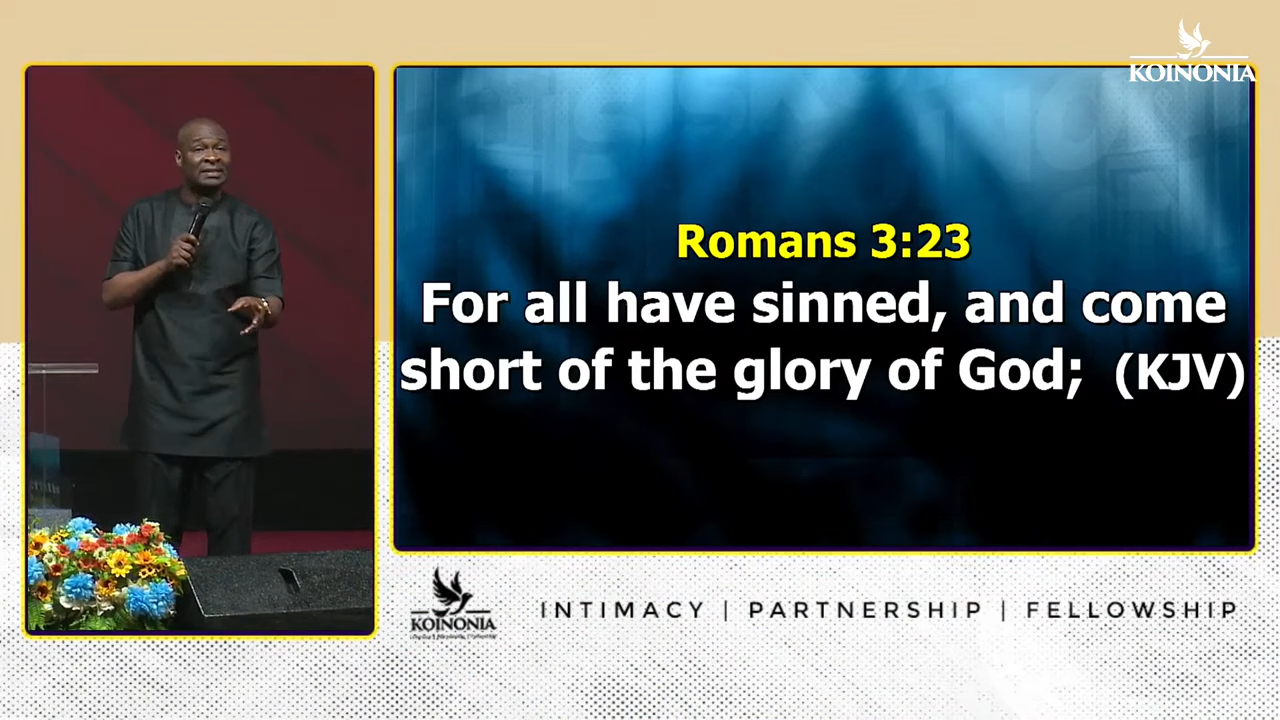 KOINONIA
Romans 3:23
For all have sinned, and come
short of the glory of God; (KJV)
KOINONIA
INTIMACY | PARTNERSHIP | FELLOWSHIP